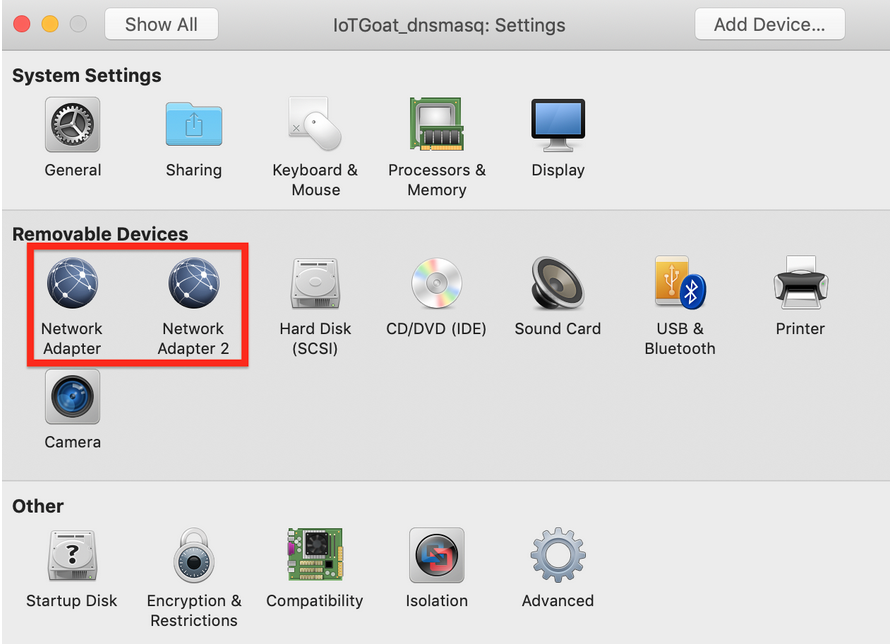 Show All
IoTGoat_dnsmasq: Settings
Add Device...
System Settings
General
Sharing
Keyboard &
Mouse
Processors &
Memory
Display
Removable Devices
Network
Adapter
Network
Adapter 2
Hard Disk
(SCSI)
CD/DVD (IDE)
Sound Card
USB &
Bluetooth
Printer
Camera
Other
?
Startup Disk
Encryption &
Restrictions
Compatibility
Isolation
Advanced